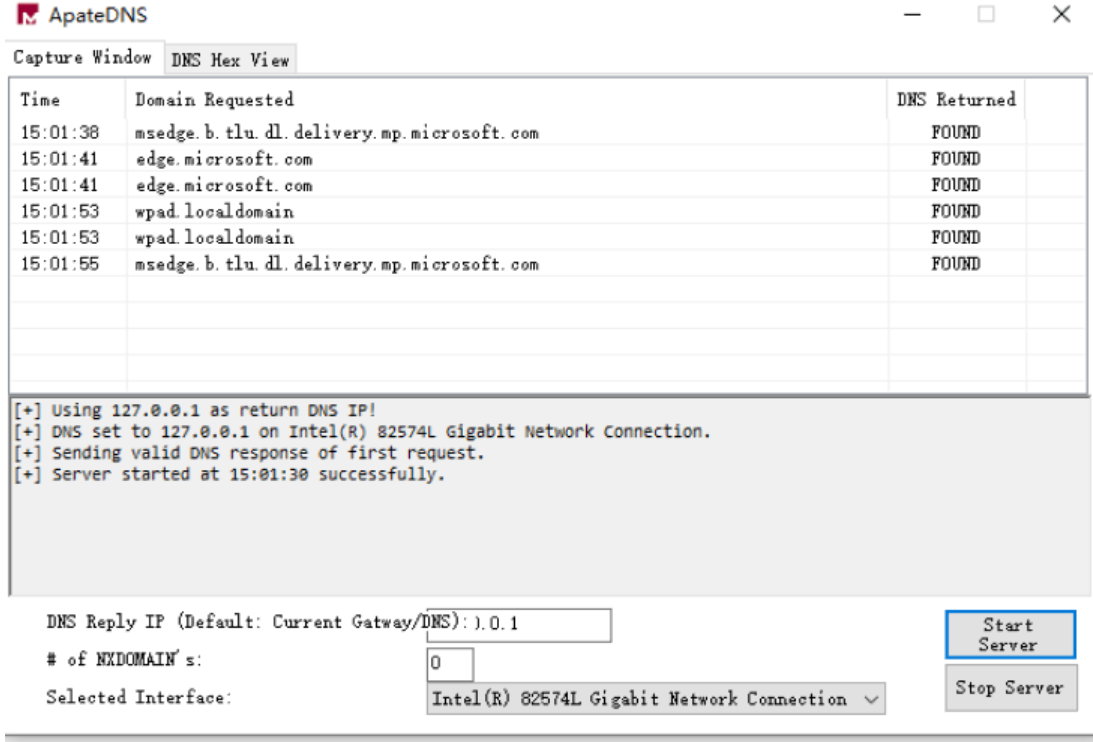 ApateDNS
Capture Window DNS Hex View
Time Domain Requested DNS Returned
15:01:38 msedge.b.tlu.dl.delivery.mp.microsoft.com FOUND
15:01:41 edge.microsoft.com FOUND
15:01:41 edge.microsoft.com FOUND
15:01:53 wpad.localdomain FOUND
15:01:53 wpad.localdomain FOUND
15:01:55 msedge.b.tlu.dl.delivery.mp.microsoft.com FOUND
[+] Using 127.0.0.1 as return DNS IP!
[+] DNS set to 127.0.0.1 on Intel(R) 82574L Gigabit Network Connection.
[+] Sending valid DNS response of first request.
[+] Server started at 15:01:30 successfully.
DNS Reply IP (Default: Current Gatway/DNS): .0.1
# of NXDOMAIN's: 0
Selected Interface: Intel(R) 82574L Gigabit Network Connection
Start
Server
Stop Server